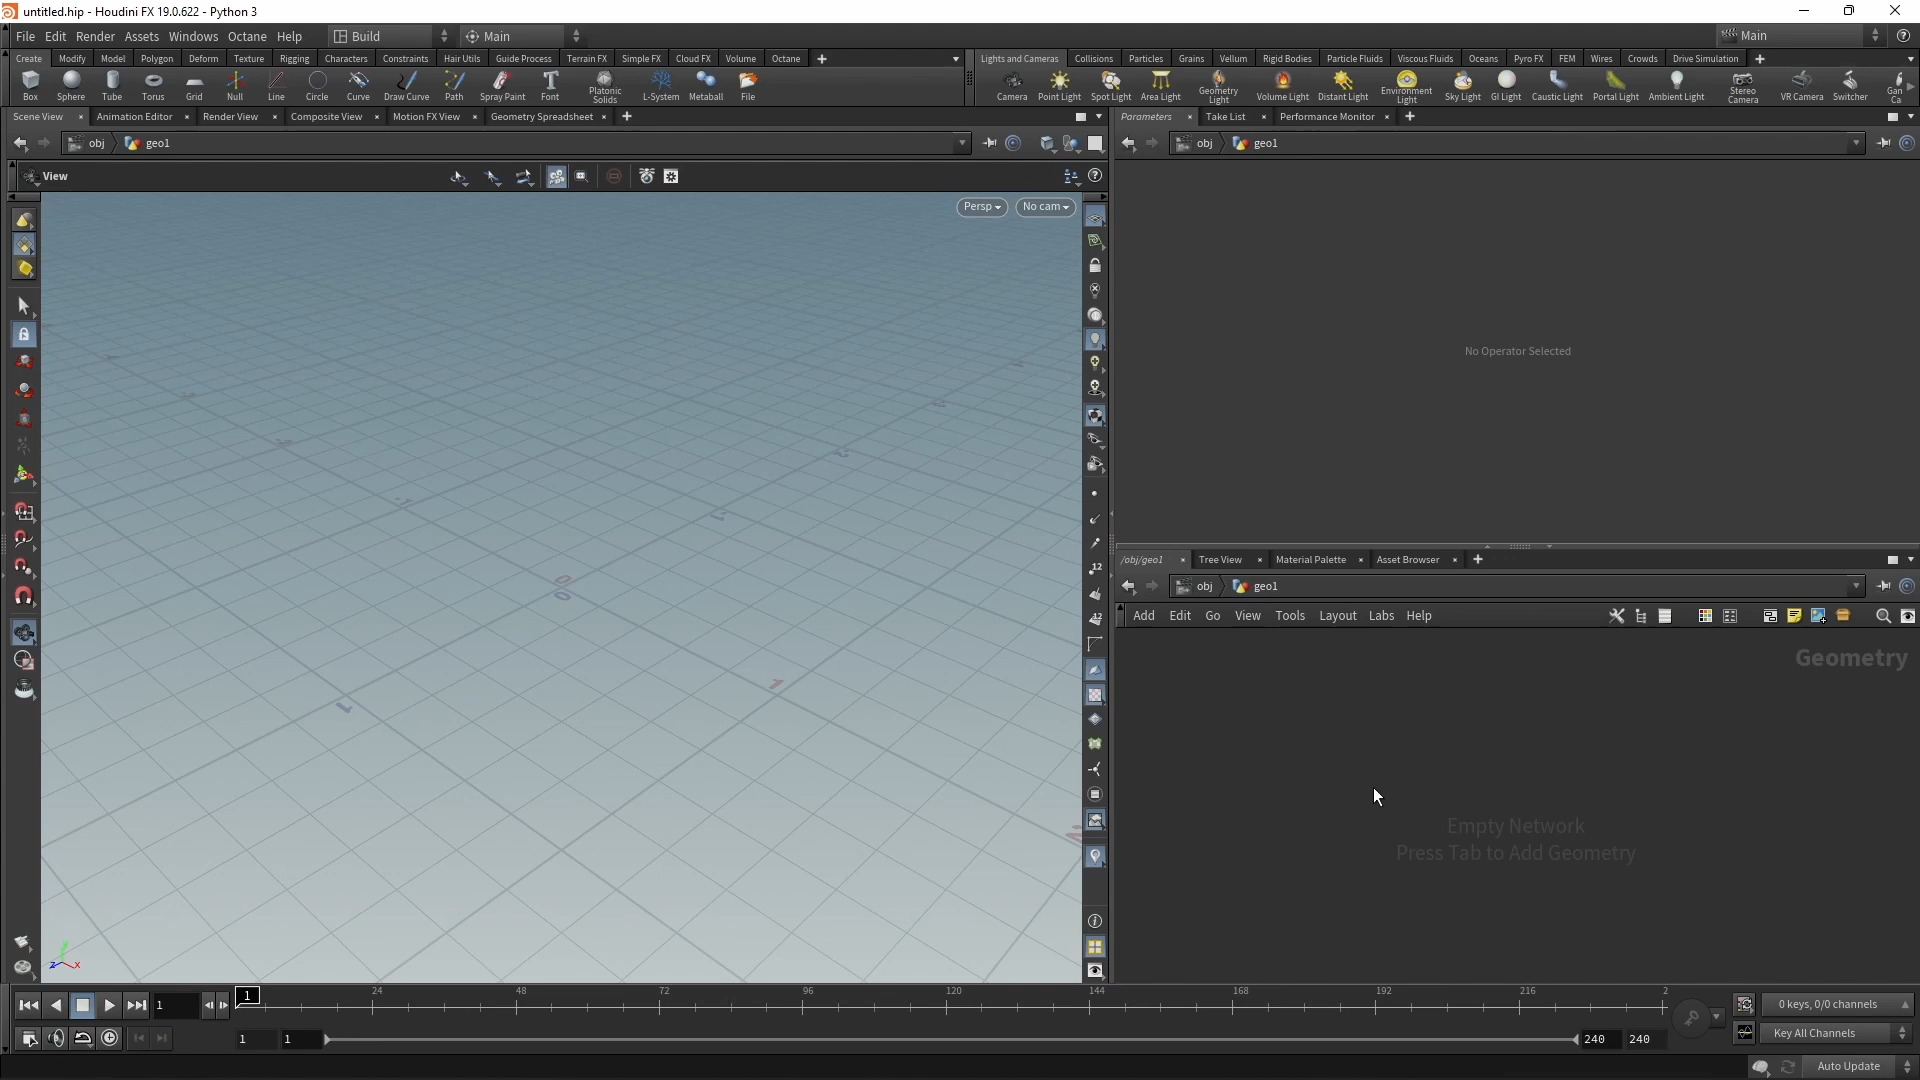 untitled.hip - Houdini FX 19.0.622 - Python 3
File Edit Render Assets Windows Octane Help Build Main Main
Create Modify Model Polygon Deform Texture Rigging Characters Constraints Hair Utils Guide Process Terrain FX Simple FX Cloud FX Volume Octane
Lights and Cameras Collisions Particles Grains Vellum Rigid Bodies Particle Fluids Viscous Fluids Oceans Pyro FX FEM Wires Crowds Drive Simulation
Box Sphere Tube Torus Grid Null Line Circle Curve Draw Curve Path Spray Paint Font Platonic Solids L-System Metaball File
Camera Point Light Spot Light Area Light Geometry Light Volume Light Distant Light Environment Light Sky Light GI Light Caustic Light Portal Light Ambient Light Stereo Camera VR Camera Switcher Gan Ca
Scene View Animation Editor Render View Composite View Motion FX View Geometry Spreadsheet
Parameters Take List Performance Monitor
obj geo1
obj geo1
View
Persp No cam
No Operator Selected
/obj/geo1 Tree View Material Palette Asset Browser
obj geo1
Add Edit Go View Tools Layout Labs Help
Geometry
Empty Network
Press Tab to Add Geometry
0
0
1
1
12
12
1 1 24 48 72 96 120 144 168 192 216 2
0 keys, 0/0 channels
1 1 240 240
Key All Channels
Auto Update